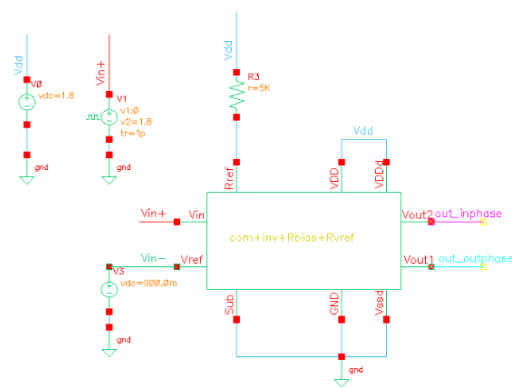 Vdd
V0
vdc=1.8
gnd
Vin+
V1
v1:0
v2=1.8
tr=1p
gnd
Vdd
R3
r=5K
Vdd
Rref
VDD
VDDd
Vin+
Vin
com+inv+Rbias+Rvref
Vout2
out_inphase
Vin-
Vref
Vout1
out_outphase
V3
vdc=900.0m
gnd
Sub
GND
Vssd
gnd